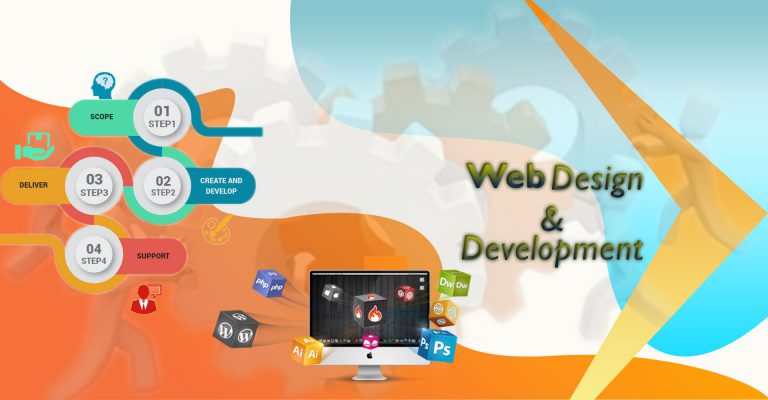 SCOPE
01
STEP1
DELIVER
03
STEP3
02
STEP2
CREATE AND
DEVELOP
04
STEP4
SUPPORT
Web Design
&
Development
php
php
Dw
Dw
Ai
Ai
Ps
Ps